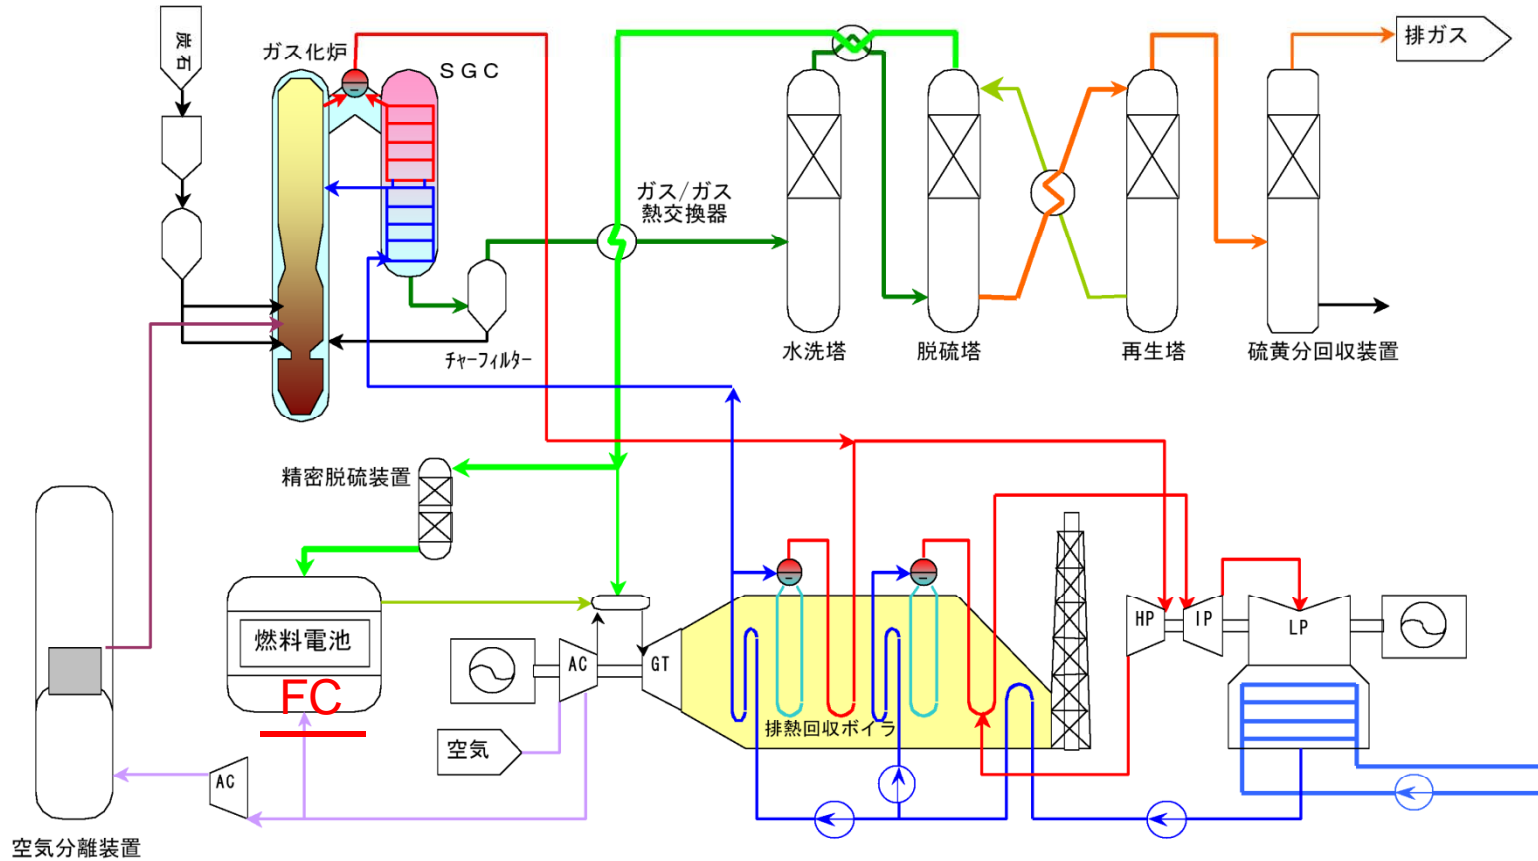 炭石
ガス化炉
ＳＧＣ
排ガス
ガス/ガス
熱交換器
チャーフィルター
水洗塔
脱硫塔
再生塔
硫黄分回収装置
精密脱硫装置
燃料電池
FC
AC
GT
HP
IP
LP
排熱回収ボイラ
空気
AC
空気分離装置